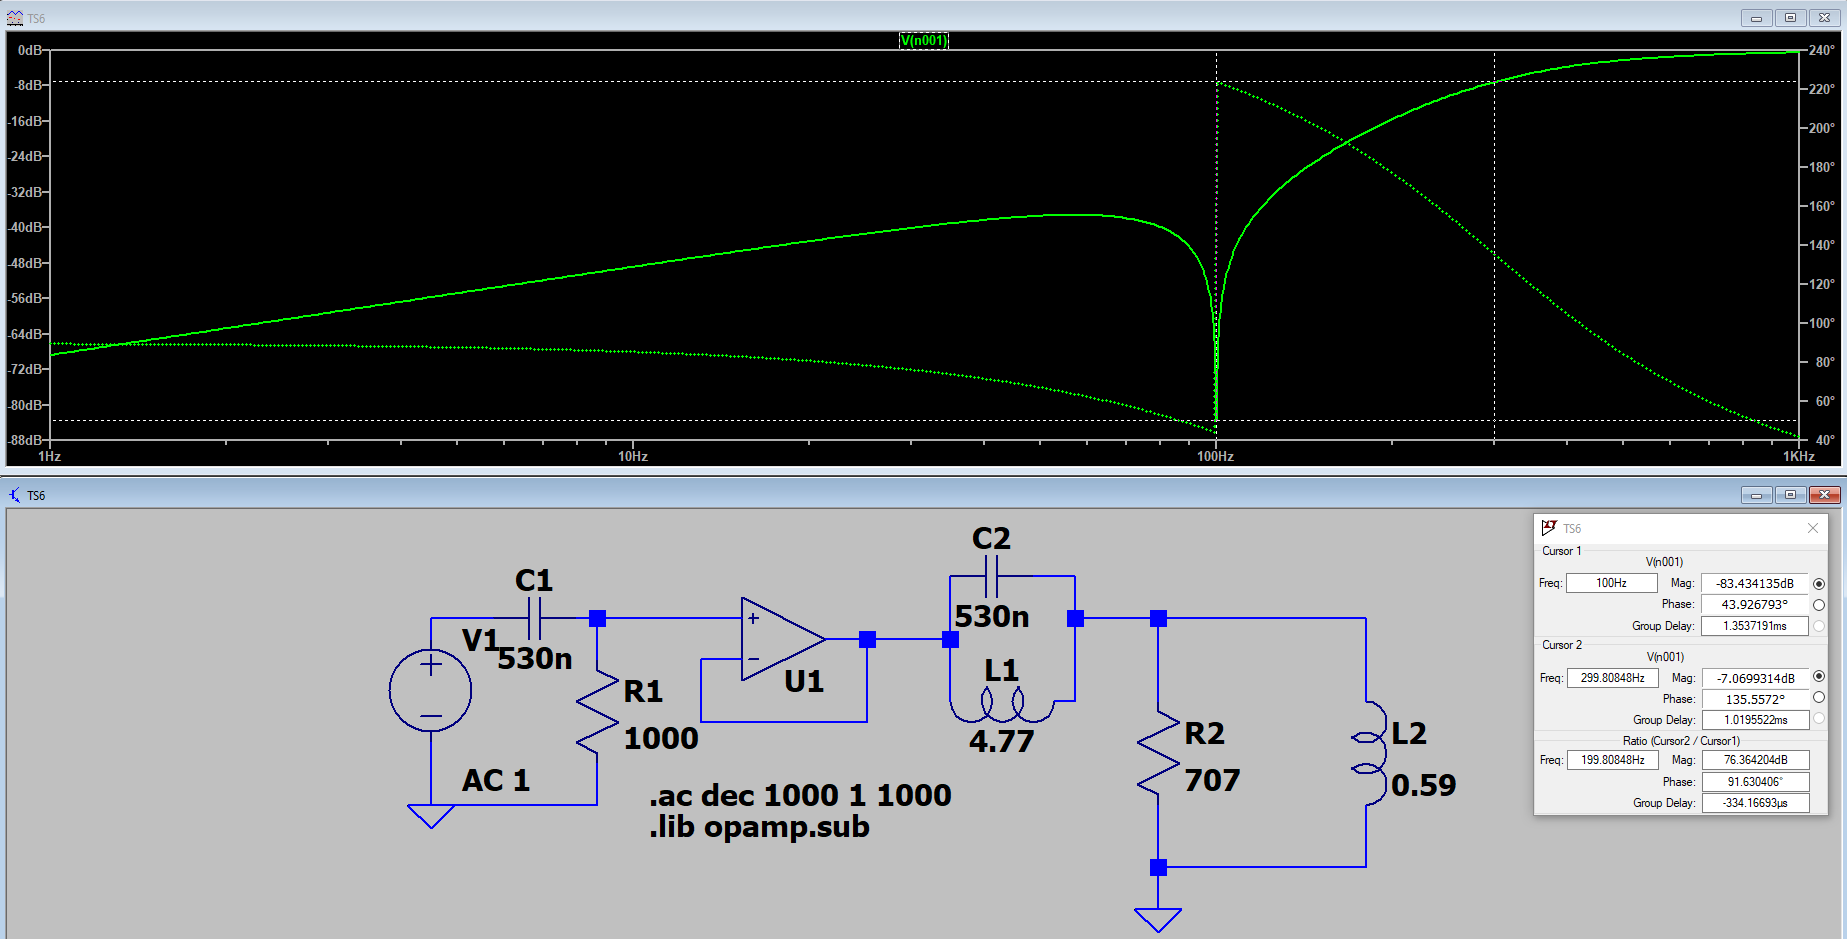 TS6
V(n001)
0dB
-8dB
-16dB
-24dB
-32dB
-40dB
-48dB
-56dB
-64dB
-72dB
-80dB
-88dB
240°
220°
200°
180°
160°
140°
120°
100°
80°
60°
40°
1Hz
10Hz
100Hz
1KHz
TS6
C2
530n
C1
530n
V1
AC 1
R1
1000
U1
L1
4.77
R2
707
L2
0.59
.ac dec 1000 1 1000
.lib opamp.sub
TS6
Cursor 1
V(n001)
Freq: 100Hz Mag: -83.434135dB
Phase: 43.926793°
Group Delay: 1.3537191ms
Cursor 2
V(n001)
Freq: 299.80848Hz Mag: -7.0699314dB
Phase: 135.5572°
Group Delay: 1.0195522ms
Ratio (Cursor2 / Cursor1)
Freq: 199.80848Hz Mag: 76.364204dB
Phase: 91.630406°
Group Delay: -334.16693µs